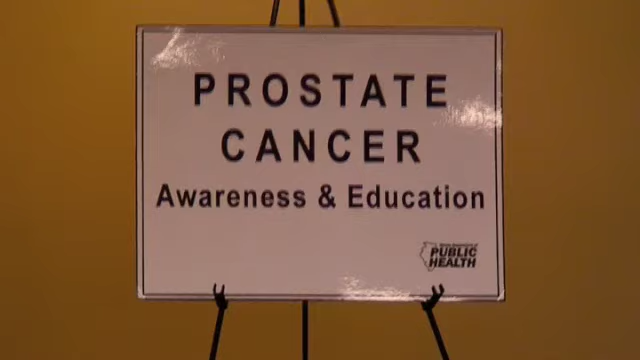 PROSTATE
CANCER
Awareness & Education
PUBLIC
HEALTH